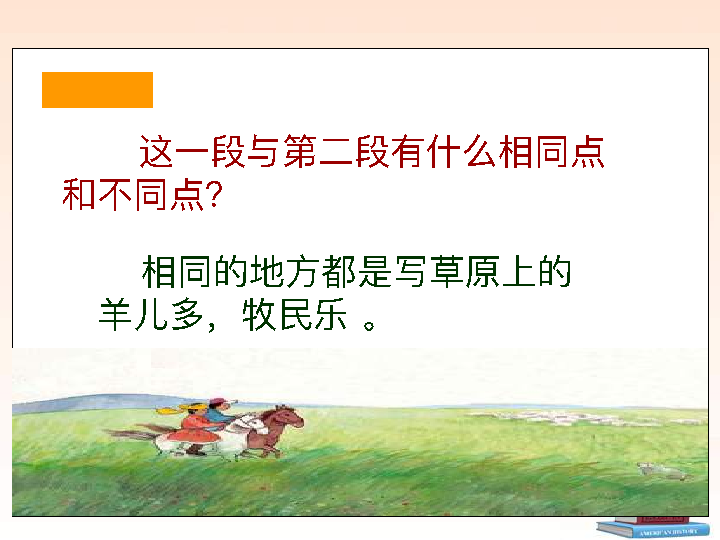 这一段与第二段有什么相同点
和不同点?
相同的地方都是写草原上的
羊儿多，牧民乐 。
AMERICAN HISTORY